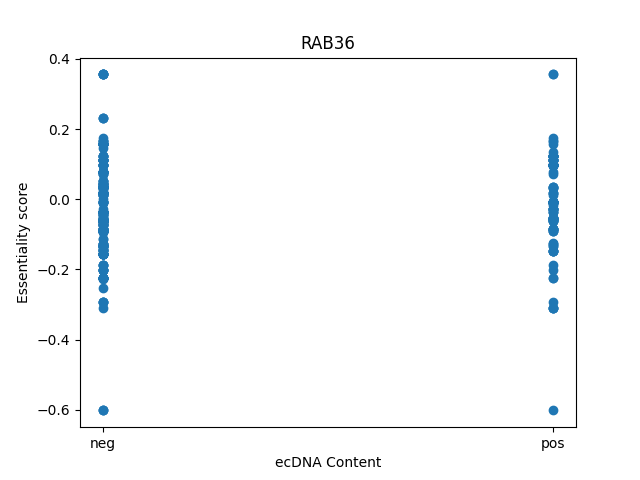 RAB36
Essentiality score
0.4
0.2
0.0
−0.2
−0.4
−0.6
neg
pos
ecDNA Content